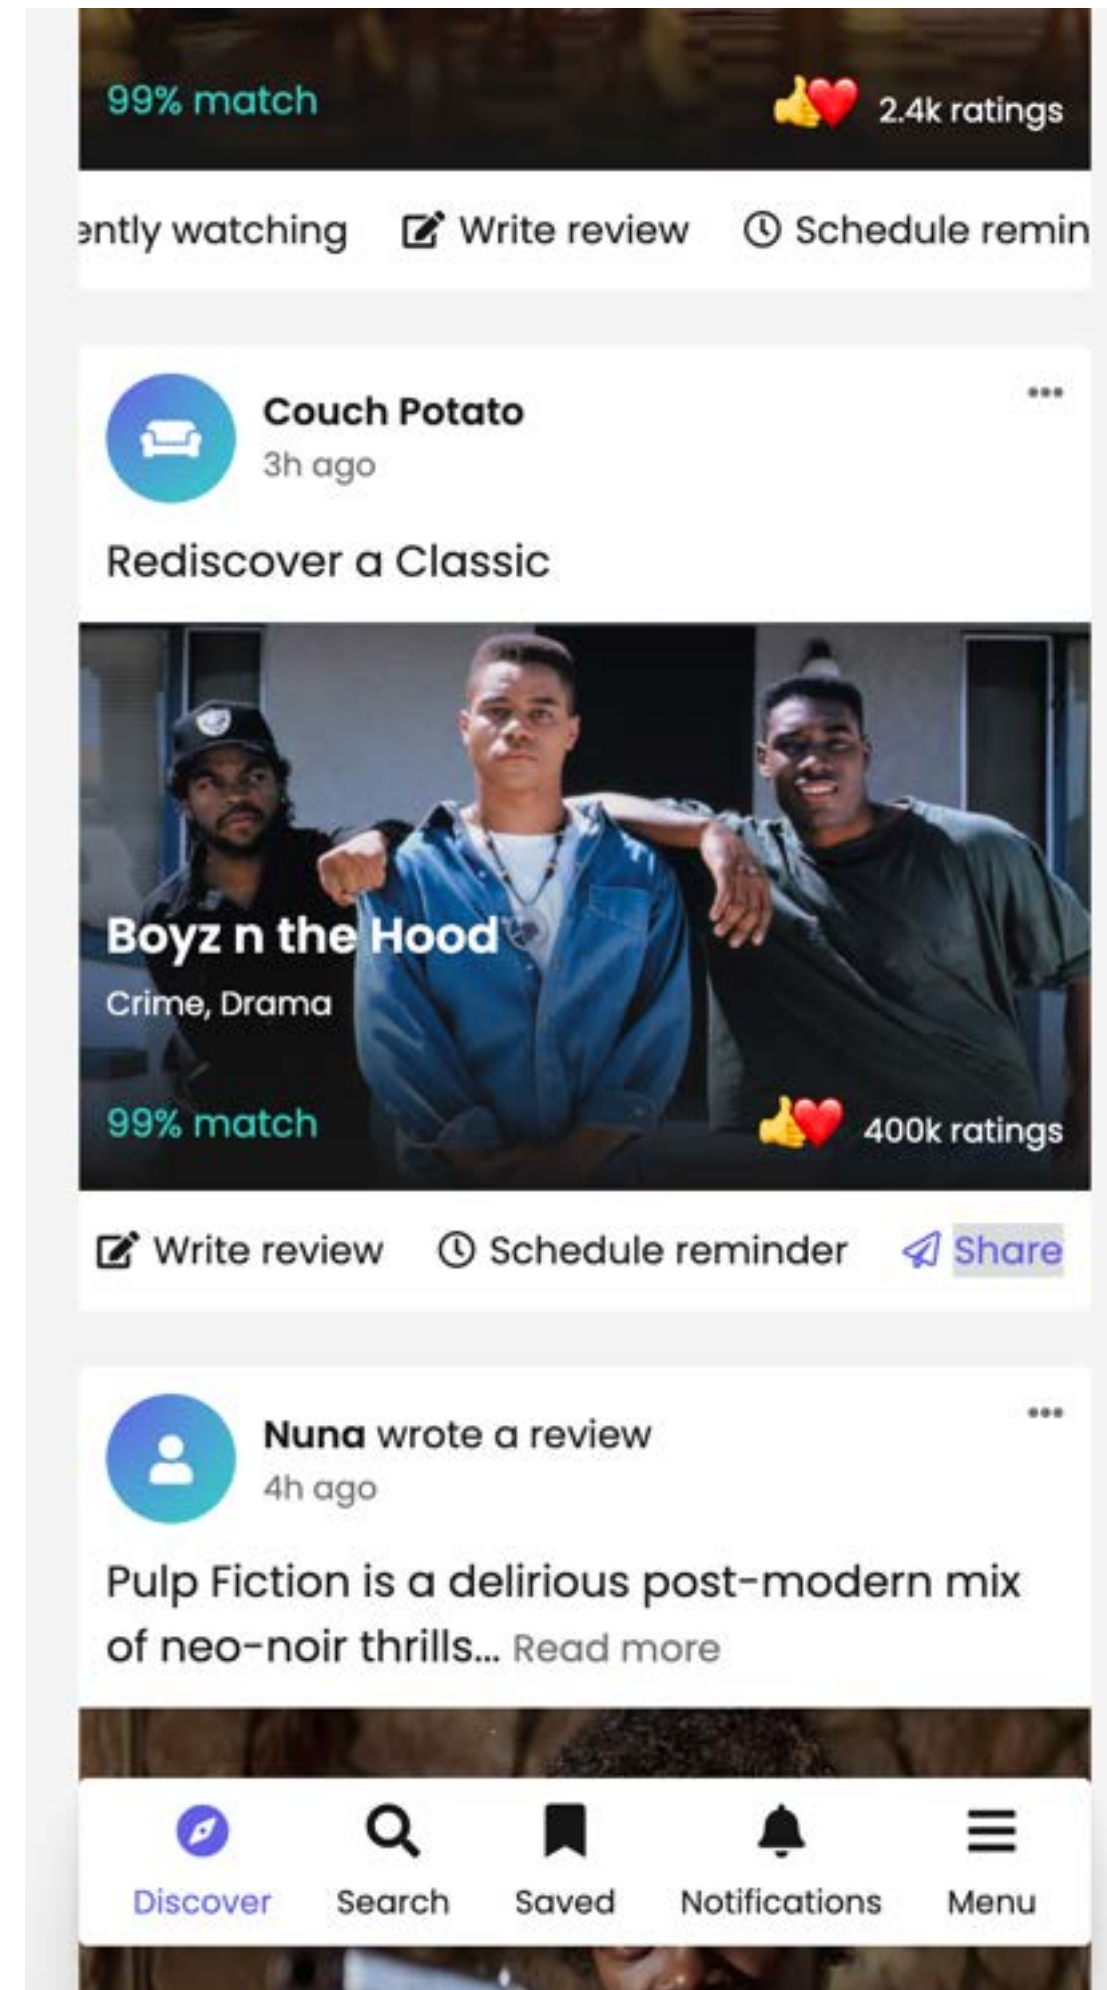 99% match
2.4k ratings
ently watching Write review Schedule remin
Couch Potato
3h ago
Rediscover a Classic
Boyz n the Hood
Crime, Drama
99% match
400k ratings
Write review Schedule reminder Share
Nuna wrote a review
4h ago
Pulp Fiction is a delirious post-modern mix
of neo-noir thrills... Read more
Discover Search Saved Notifications Menu